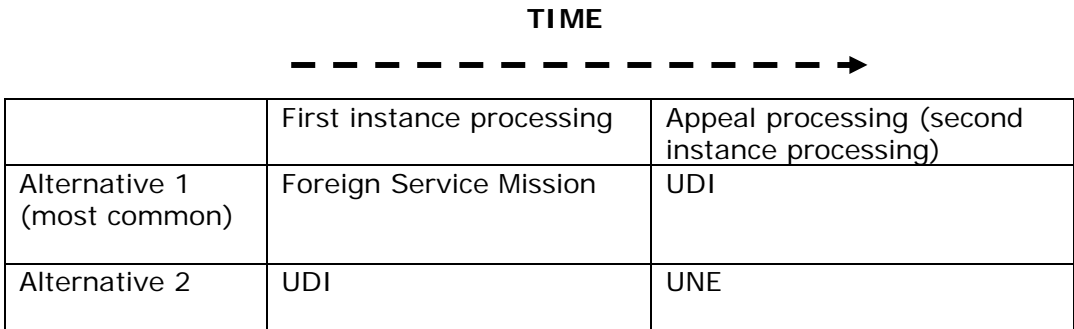 TIME
First instance processing
Appeal processing (second
instance processing)
Alternative 1
(most common)
Foreign Service Mission
UDI
Alternative 2
UDI
UNE